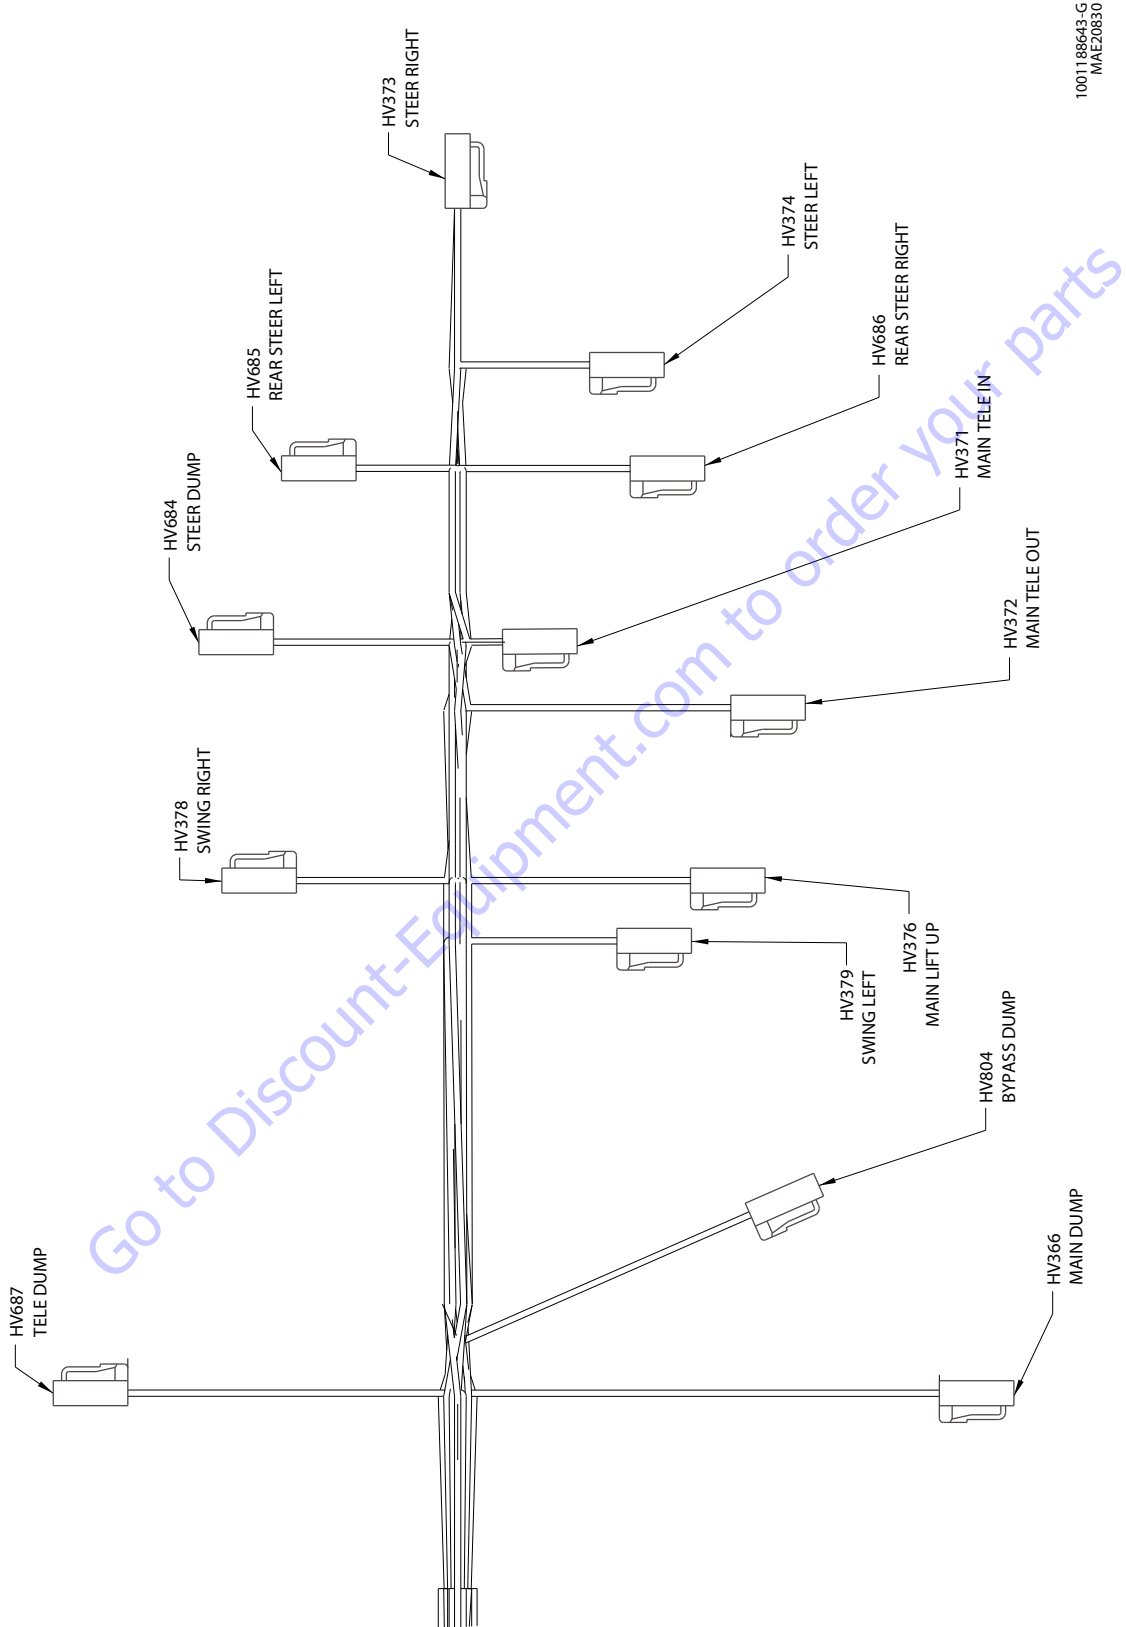 1001188643-G
MAE20830
HV373
STEER RIGHT
HV374
STEER LEFT
HV685
REAR STEER LEFT
HV686
REAR STEER RIGHT
HV684
STEER DUMP
HV371
MAIN TELE IN
HV372
MAIN TELE OUT
HV378
SWING RIGHT
HV376
MAIN LIFT UP
HV379
SWING LEFT
HV804
BYPASS DUMP
HV687
TELE DUMP
HV366
MAIN DUMP
Go to Discount-Equipment.com to order your parts